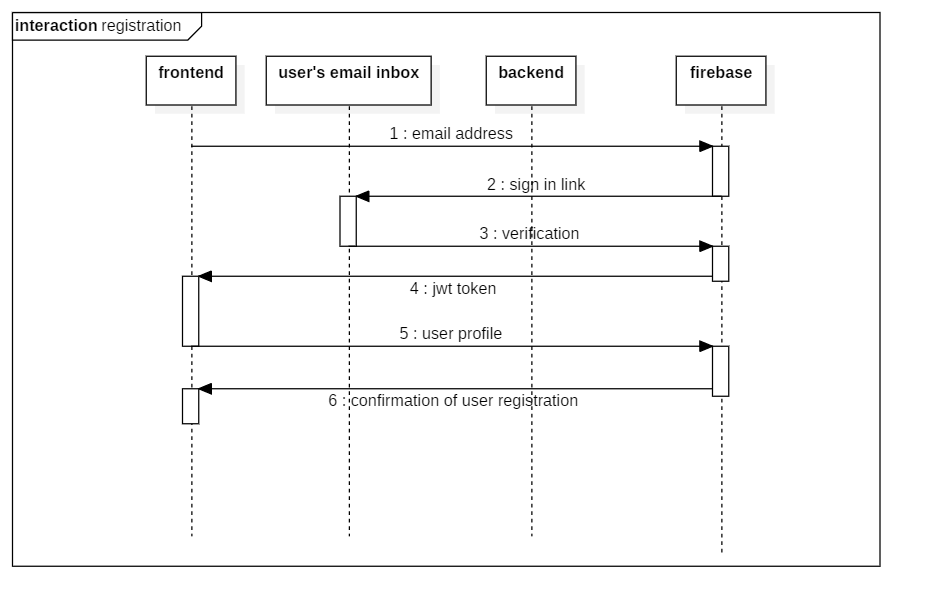 interaction registration
frontend
user's email inbox
backend
firebase
1 : email address
2 : sign in link
3 : verification
4 : jwt token
5 : user profile
6 : confirmation of user registration